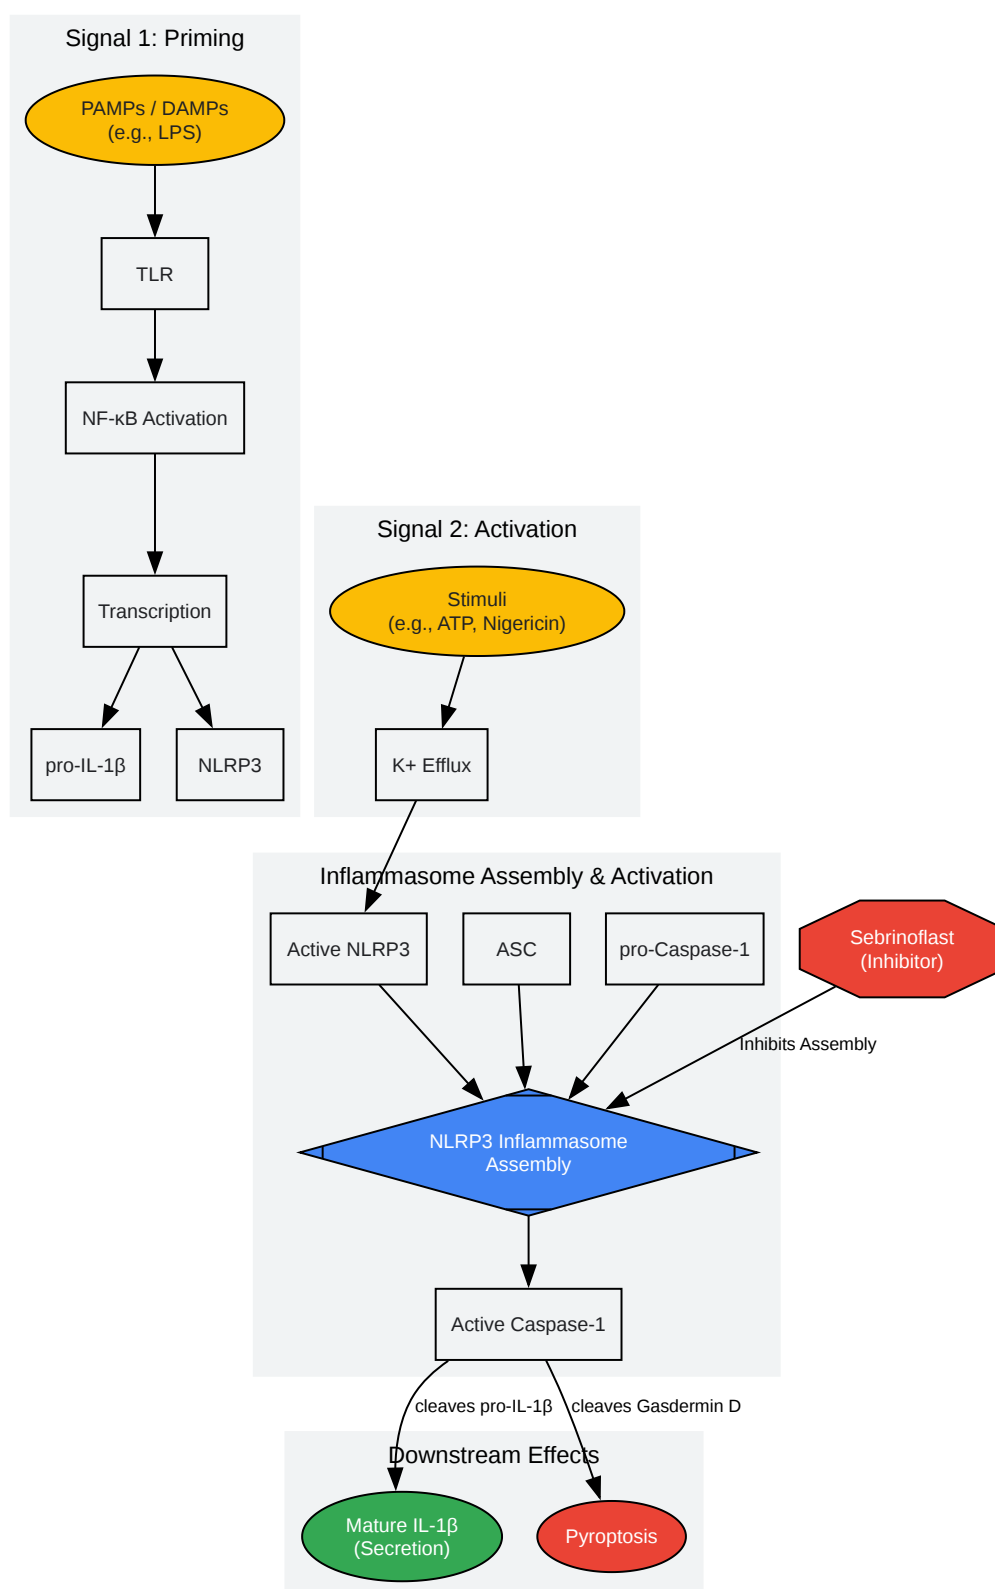 Signal 1: Priming
PAMPs / DAMPs
(e.g., LPS)
TLR
NF-κB Activation
Transcription
pro-IL-1β
NLRP3
Signal 2: Activation
Stimuli
(e.g., ATP, Nigericin)
K+ Efflux
Inflammasome Assembly & Activation
Active NLRP3
ASC
pro-Caspase-1
Sebrinoflast
(Inhibitor)
Inhibits Assembly
NLRP3 Inflammasome
Assembly
Active Caspase-1
cleaves pro-IL-1β
cleaves Gasdermin D
Downstream Effects
Mature IL-1β
(Secretion)
Pyroptosis